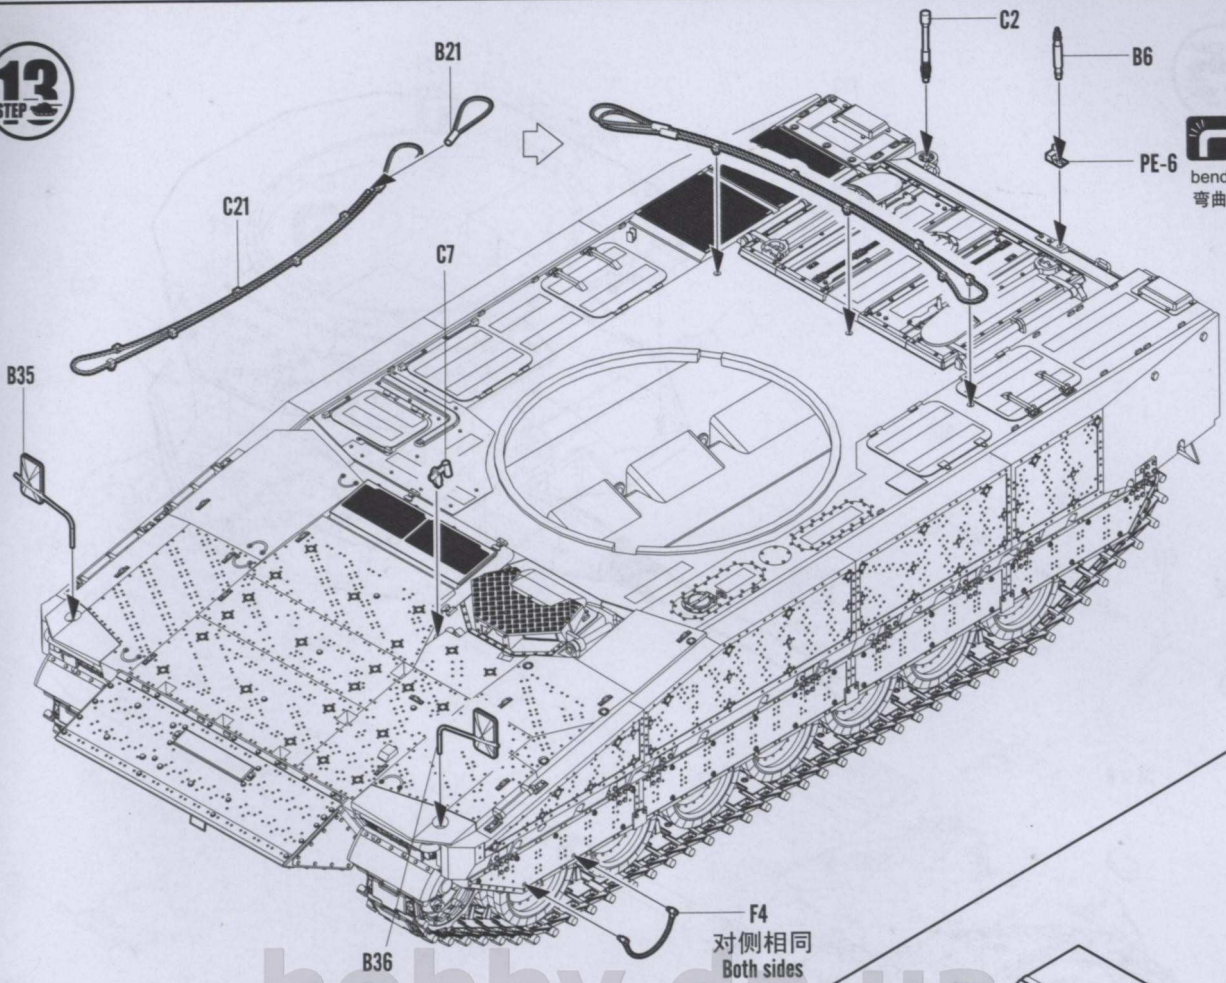 13
STEP
B21
C2
B6
PE-6
bend
弯曲
C21
C7
B35
F4
对侧相同
Both sides
B36